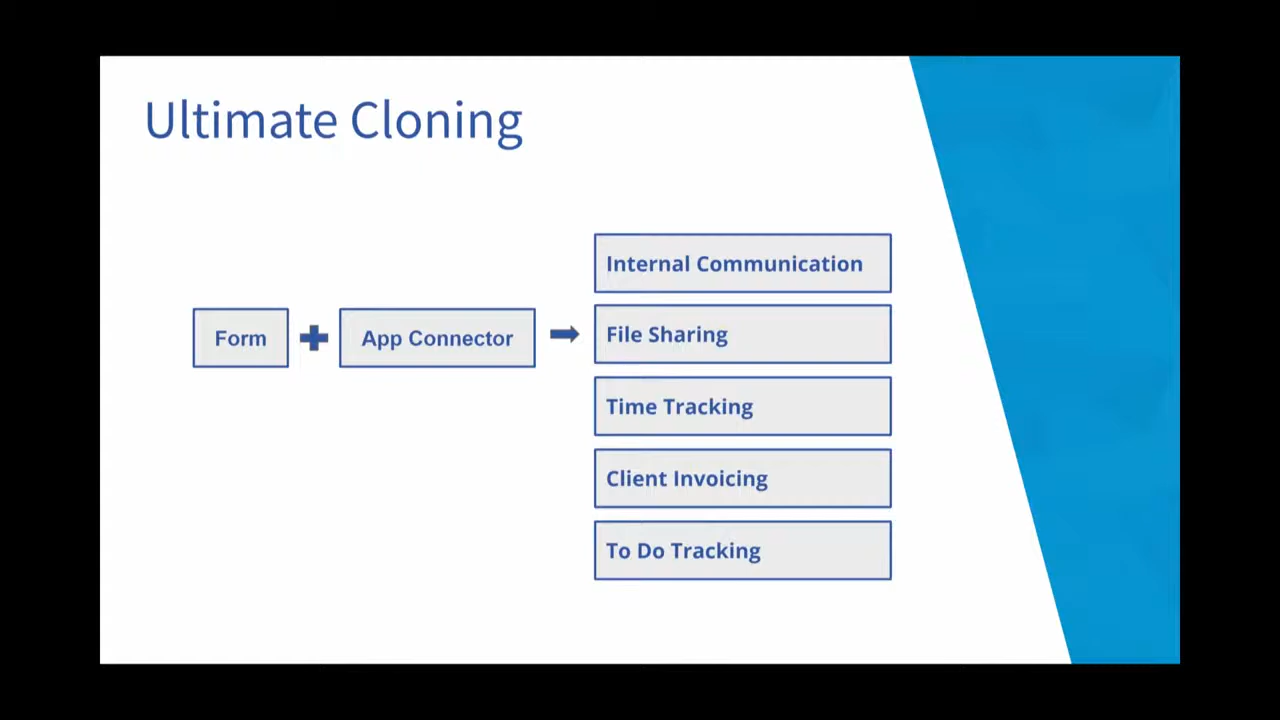 Ultimate Cloning
Internal Communication
Form
App Connector
File Sharing
Time Tracking
Client Invoicing
To Do Tracking